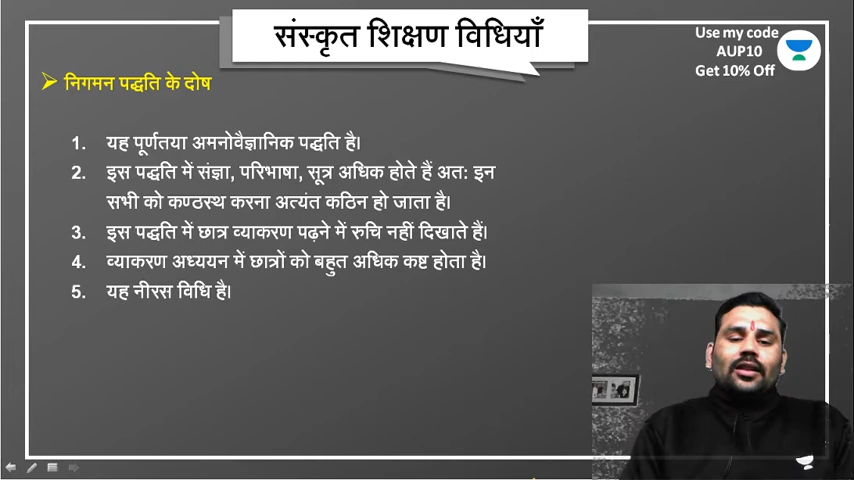 संस्कृत शिक्षण विधियाँ
Use my code
AUP10
Get 10% Off
निगमन पद्धति के दोष
1. यह पूर्णतया अमनोवैज्ञानिक पद्धति है।
2. इस पद्धति में संज्ञा, परिभाषा, सूत्र अधिक होते हैं अत: इन
सभी को कण्ठस्थ करना अत्यंत कठिन हो जाता है।
3. इस पद्धति में छात्र व्याकरण पढ़ने में रुचि नहीं दिखाते हैं।
4. व्याकरण अध्ययन में छात्रों को बहुत अधिक कष्ट होता है।
5. यह नीरस विधि है।